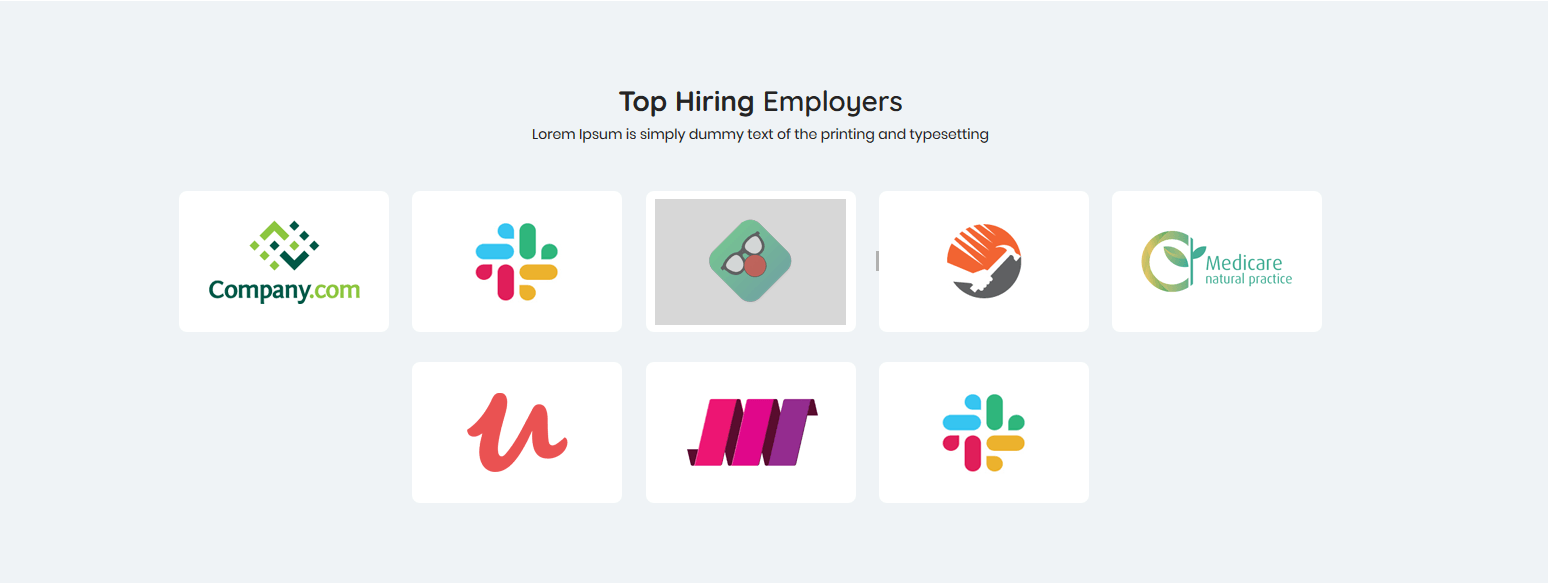 Top Hiring Employers
Lorem Ipsum is simply dummy text of the printing and typesetting
Company.com
Medicare
natural practice